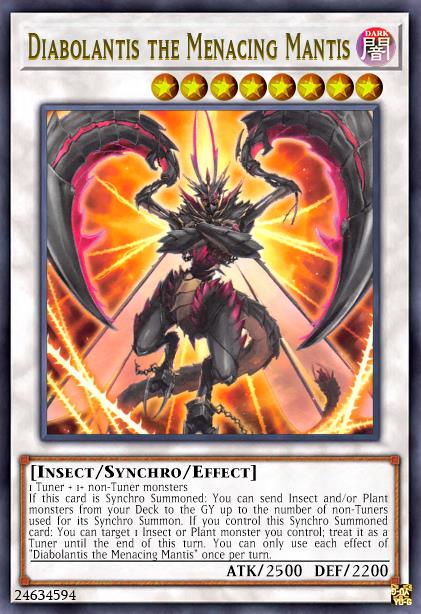 DIABOLANTIS THE MENACING MANTIS
DARK
闇
[INSECT/SYNCHRO/EFFECT]
1 Tuner + 1+ non-Tuner monsters
If this card is Synchro Summoned: You can send Insect and/or Plant
monsters from your Deck to the GY up to the number of non-Tuners
used for its Synchro Summon. If you control this Synchro Summoned
card: You can target 1 Insect or Plant monster you control; treat it as a
Tuner until the end of this turn. You can only use each effect of
"Diabolantis the Menacing Mantis" once per turn.
ATK/2500 DEF/2200
24634594